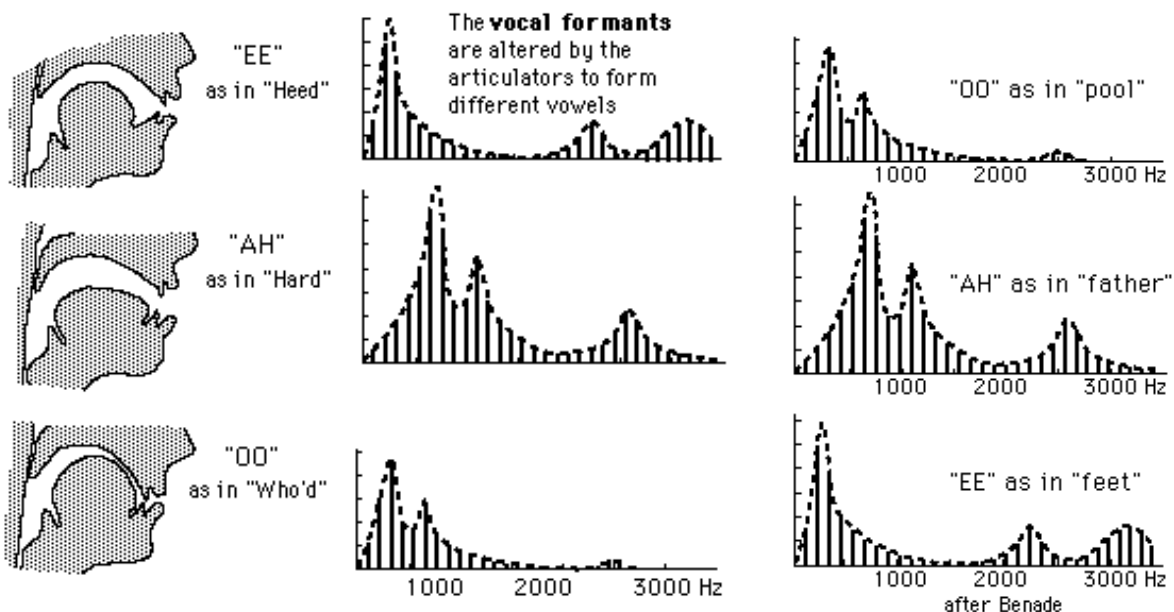 "EE"
as in "Heed"
The vocal formants
are altered by the
articulators to form
different vowels
"OO" as in "pool"
1000 2000 3000 Hz
"AH"
as in "Hard"
"AH" as in "father"
1000 2000 3000 Hz
"OO"
as in "Who'd"
1000 2000 3000 Hz
"EE" as in "feet"
1000 2000 3000 Hz
after Benade